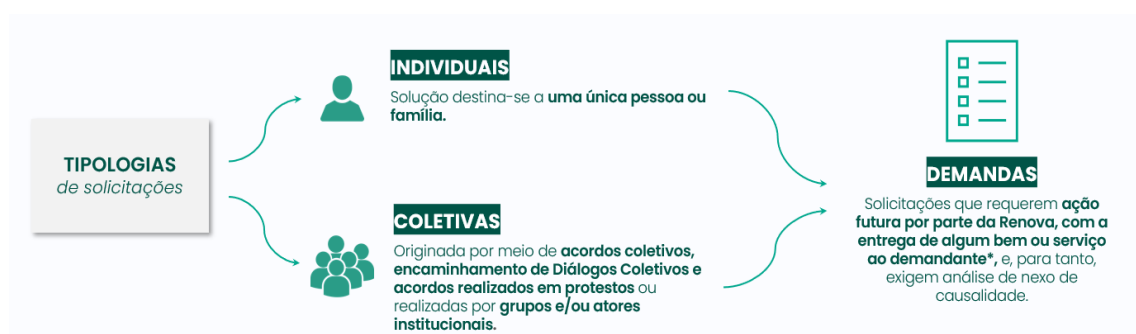 TIPOLOGIAS
de solicitações
INDIVIDUAIS
Solução destina-se a uma única pessoa ou
família.
COLETIVAS
Originada por meio de acordos coletivos,
encaminhamento de Diálogos Coletivos e
acordos realizados em protestos ou
realizadas por grupos e/ou atores
institucionais.
DEMANDAS
Solicitações que requerem ação
futura por parte da Renova, com a
entrega de algum bem ou serviço
ao demandante*, e, para tanto,
exigem análise de nexo de
causalidade.